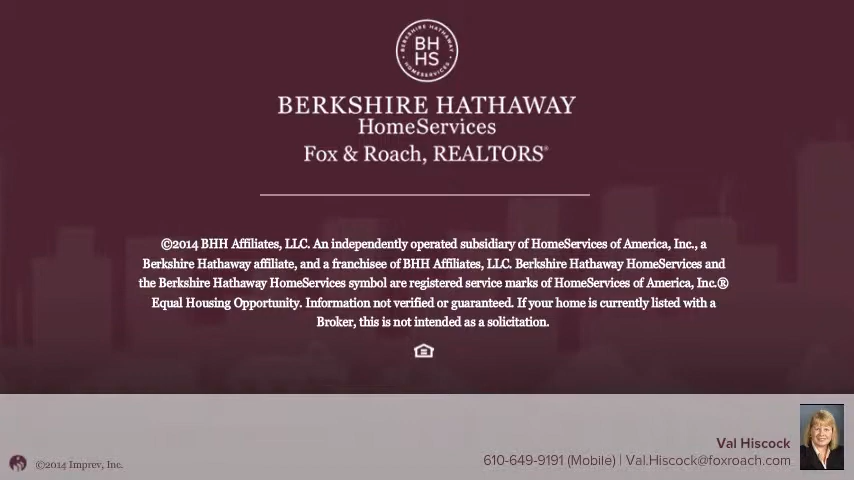 BERKSHIRE HATHAWAY
BH
HS
HOMESERVICES
BERKSHIRE HATHAWAY
HomeServices
Fox & Roach, REALTORS®
©2014 BHH Affiliates, LLC. An independently operated subsidiary of HomeServices of America, Inc., a
Berkshire Hathaway affiliate, and a franchisee of BHH Affiliates, LLC. Berkshire Hathaway HomeServices and
the Berkshire Hathaway HomeServices symbol are registered service marks of HomeServices of America, Inc.®
Equal Housing Opportunity. Information not verified or guaranteed. If your home is currently listed with a
Broker, this is not intended as a solicitation.
Val Hiscock
610-649-9191 (Mobile) | Val.Hiscock@foxroach.com
©2014 Imprev, Inc.